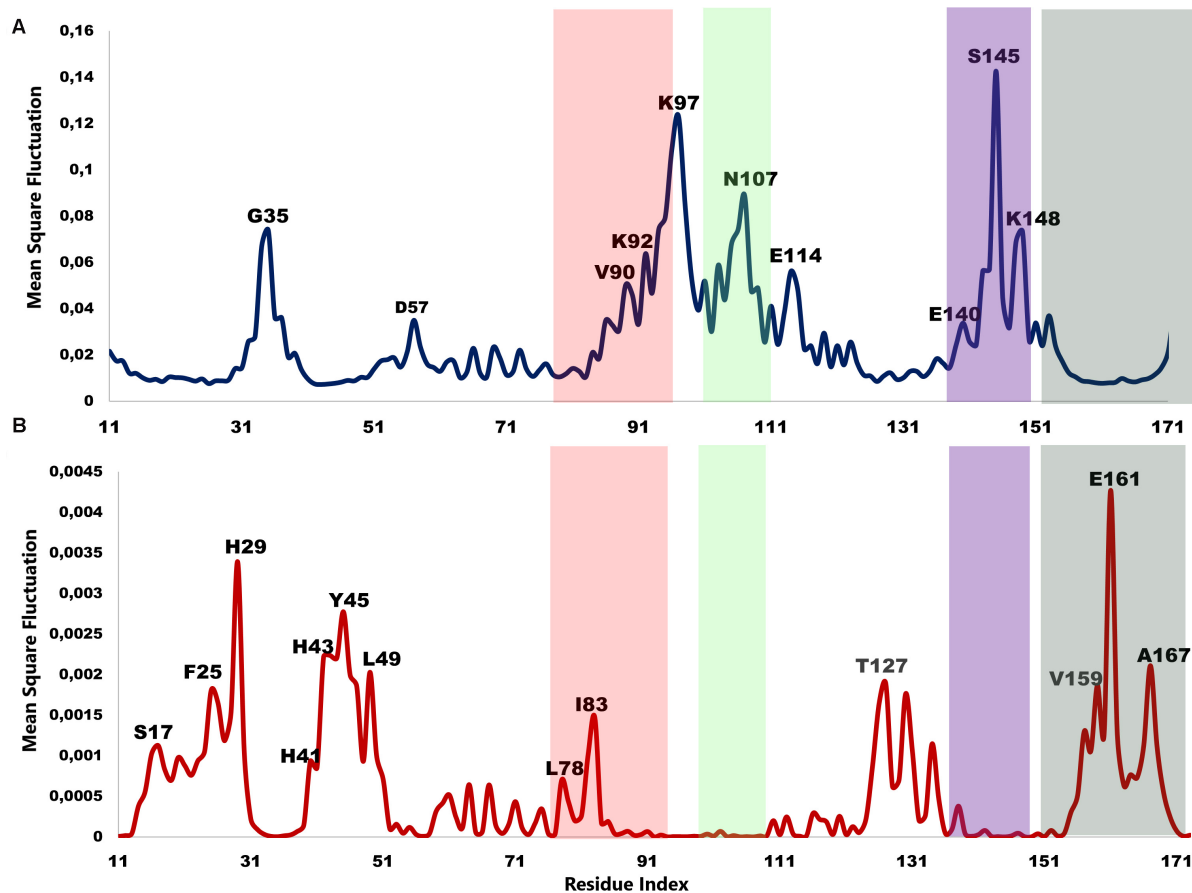 A
Mean Square Fluctuation
0,16
0,14
0,12
0,1
0,08
0,06
0,04
0,02
0
G35
D57
V90
K92
K97
N107
E114
E140
S145
K148
11 31 51 71 91 111 131 151 171
B
Mean Square Fluctuation
0,0045
0,004
0,0035
0,003
0,0025
0,002
0,0015
0,001
0,0005
0
S17
F25
H29
H41
H43
Y45
L49
L78
I83
T127
V159
E161
A167
11 31 51 71 91 111 131 151 171
Residue Index